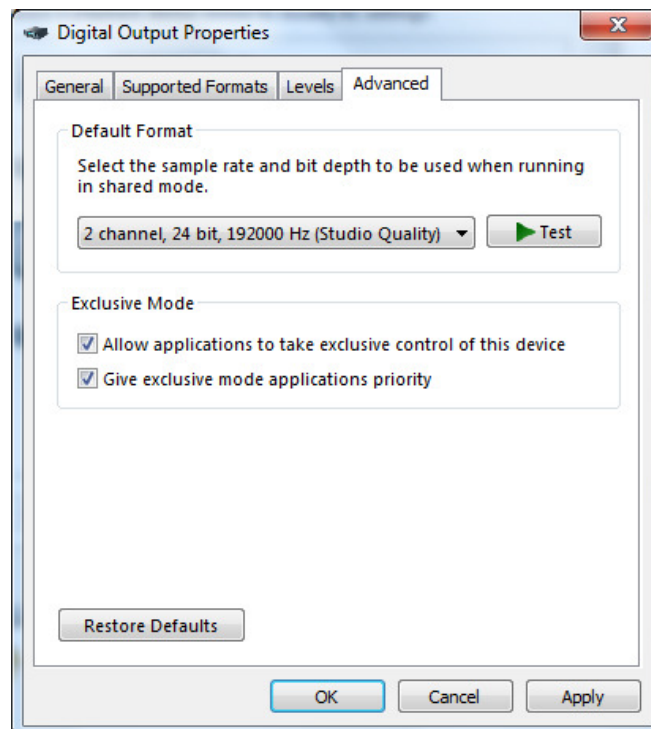 Digital Output Properties
General Supported Formats Levels Advanced
Default Format
Select the sample rate and bit depth to be used when running
in shared mode.
2 channel, 24 bit, 192000 Hz (Studio Quality) Test
Exclusive Mode
Allow applications to take exclusive control of this device
Give exclusive mode applications priority
Restore Defaults
OK Cancel Apply